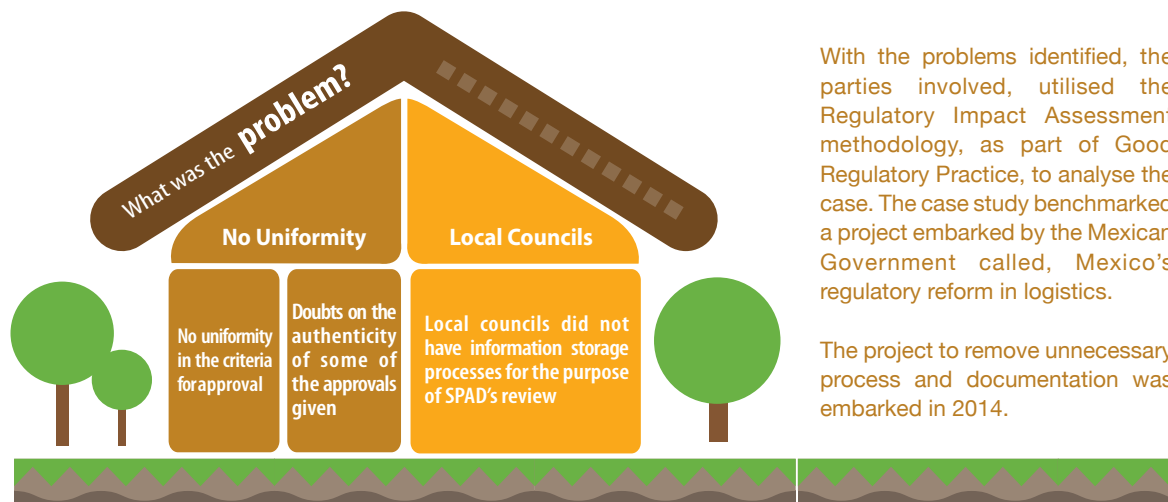 What was the problem?
No Uniformity
Local Councils
No uniformity
in the criteria
for approval
Doubts on the
authenticity
of some of
the approvals
given
Local councils did not
have information storage
processes for the purpose
of SPAD's review
With the problems identified, the
parties involved, utilised the
Regulatory Impact Assessment
methodology, as part of Good
Regulatory Practice, to analyse the
case. The case study benchmarked
a project embarked by the Mexican
Government called, Mexico's
regulatory reform in logistics.
The project to remove unnecessary
process and documentation was
embarked in 2014.